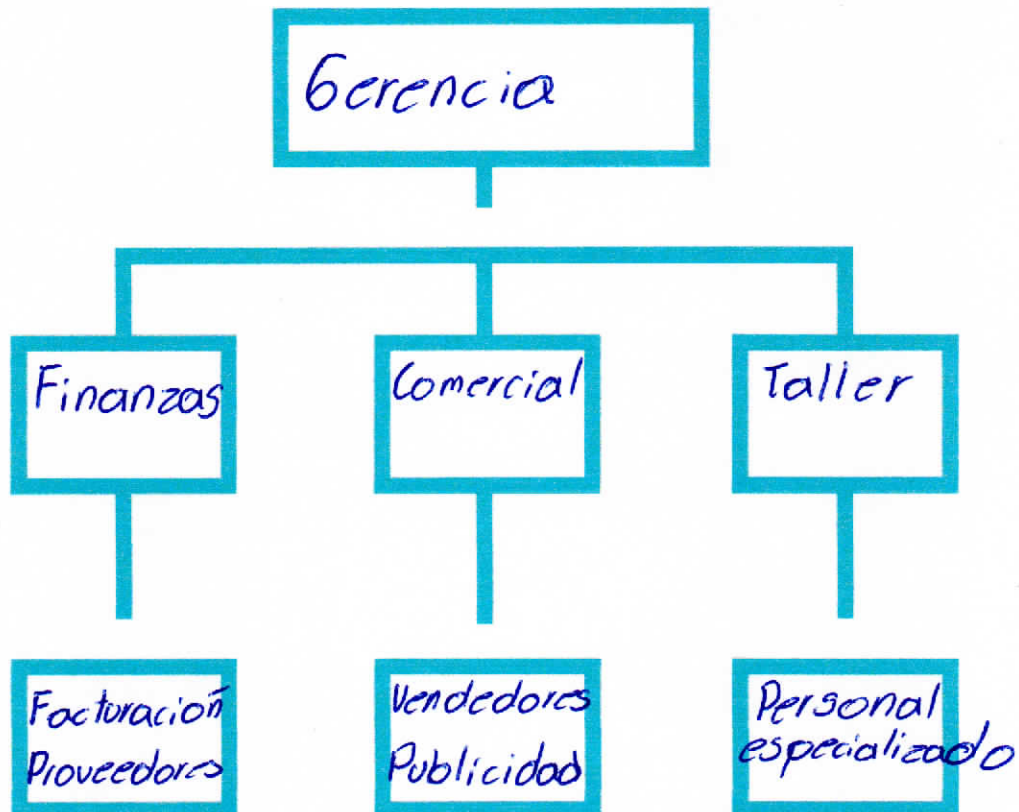 Gerencia
Finanzas
Comercial
Taller
Facturación
Proveedores
Vendedores
Publicidad
Personal
especializado